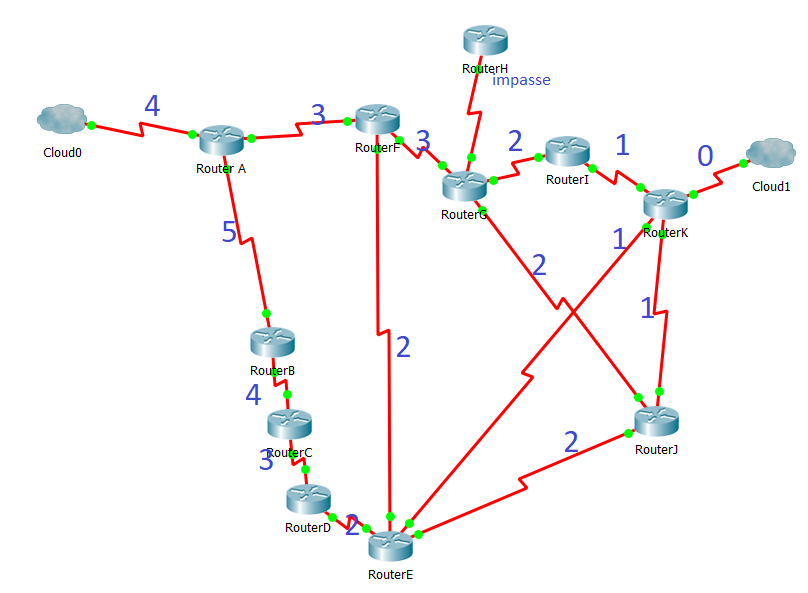 RouterH
impasse
4
3
RouterF
3
2
1
0
Cloud0
Router A
RouterI
Cloud1
RouterG
RouterK
5
1
2
1
2
RouterB
4
RouterC
3
2
RouterJ
RouterD
2
RouterE